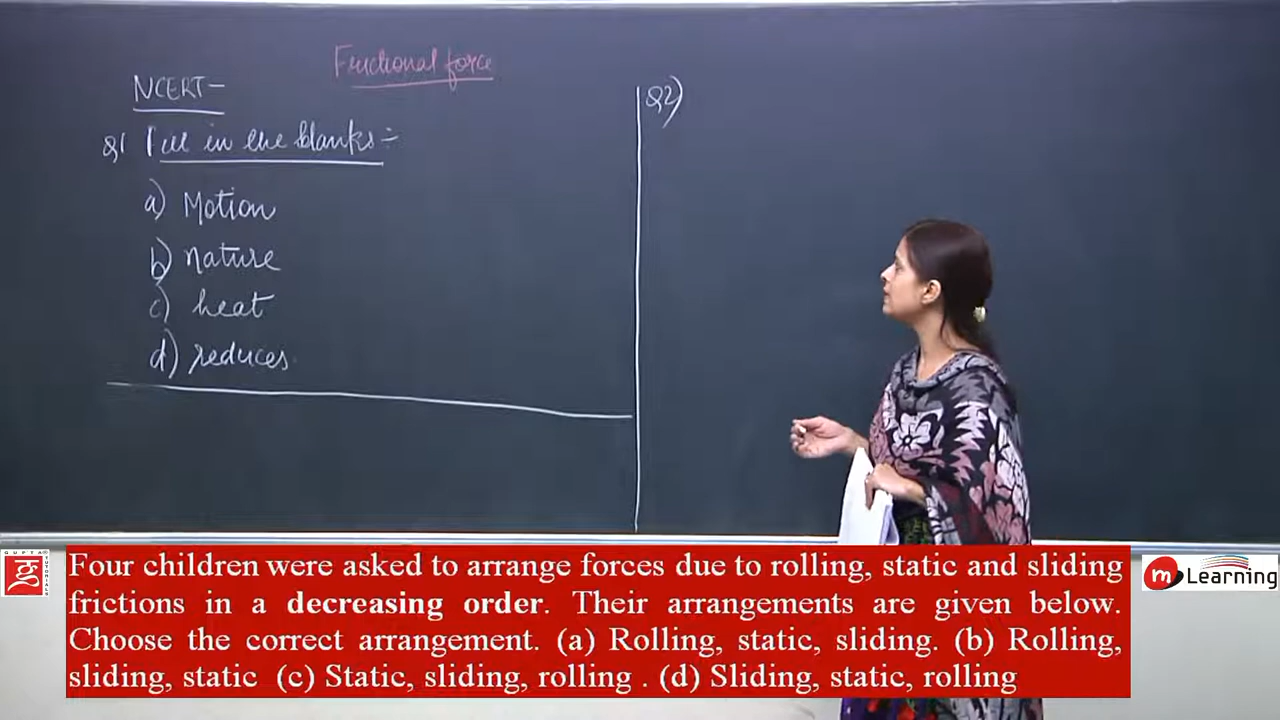 Frictional force
NCERT-
Q1 Fill in the blanks:-
a) Motion
b) nature
c) heat
d) reduces
Q2)
Four children were asked to arrange forces due to rolling, static and sliding
frictions in a decreasing order. Their arrangements are given below.
Choose the correct arrangement. (a) Rolling, static, sliding. (b) Rolling,
sliding, static (c) Static, sliding, rolling . (d) Sliding, static, rolling
GUPTA
m Learning